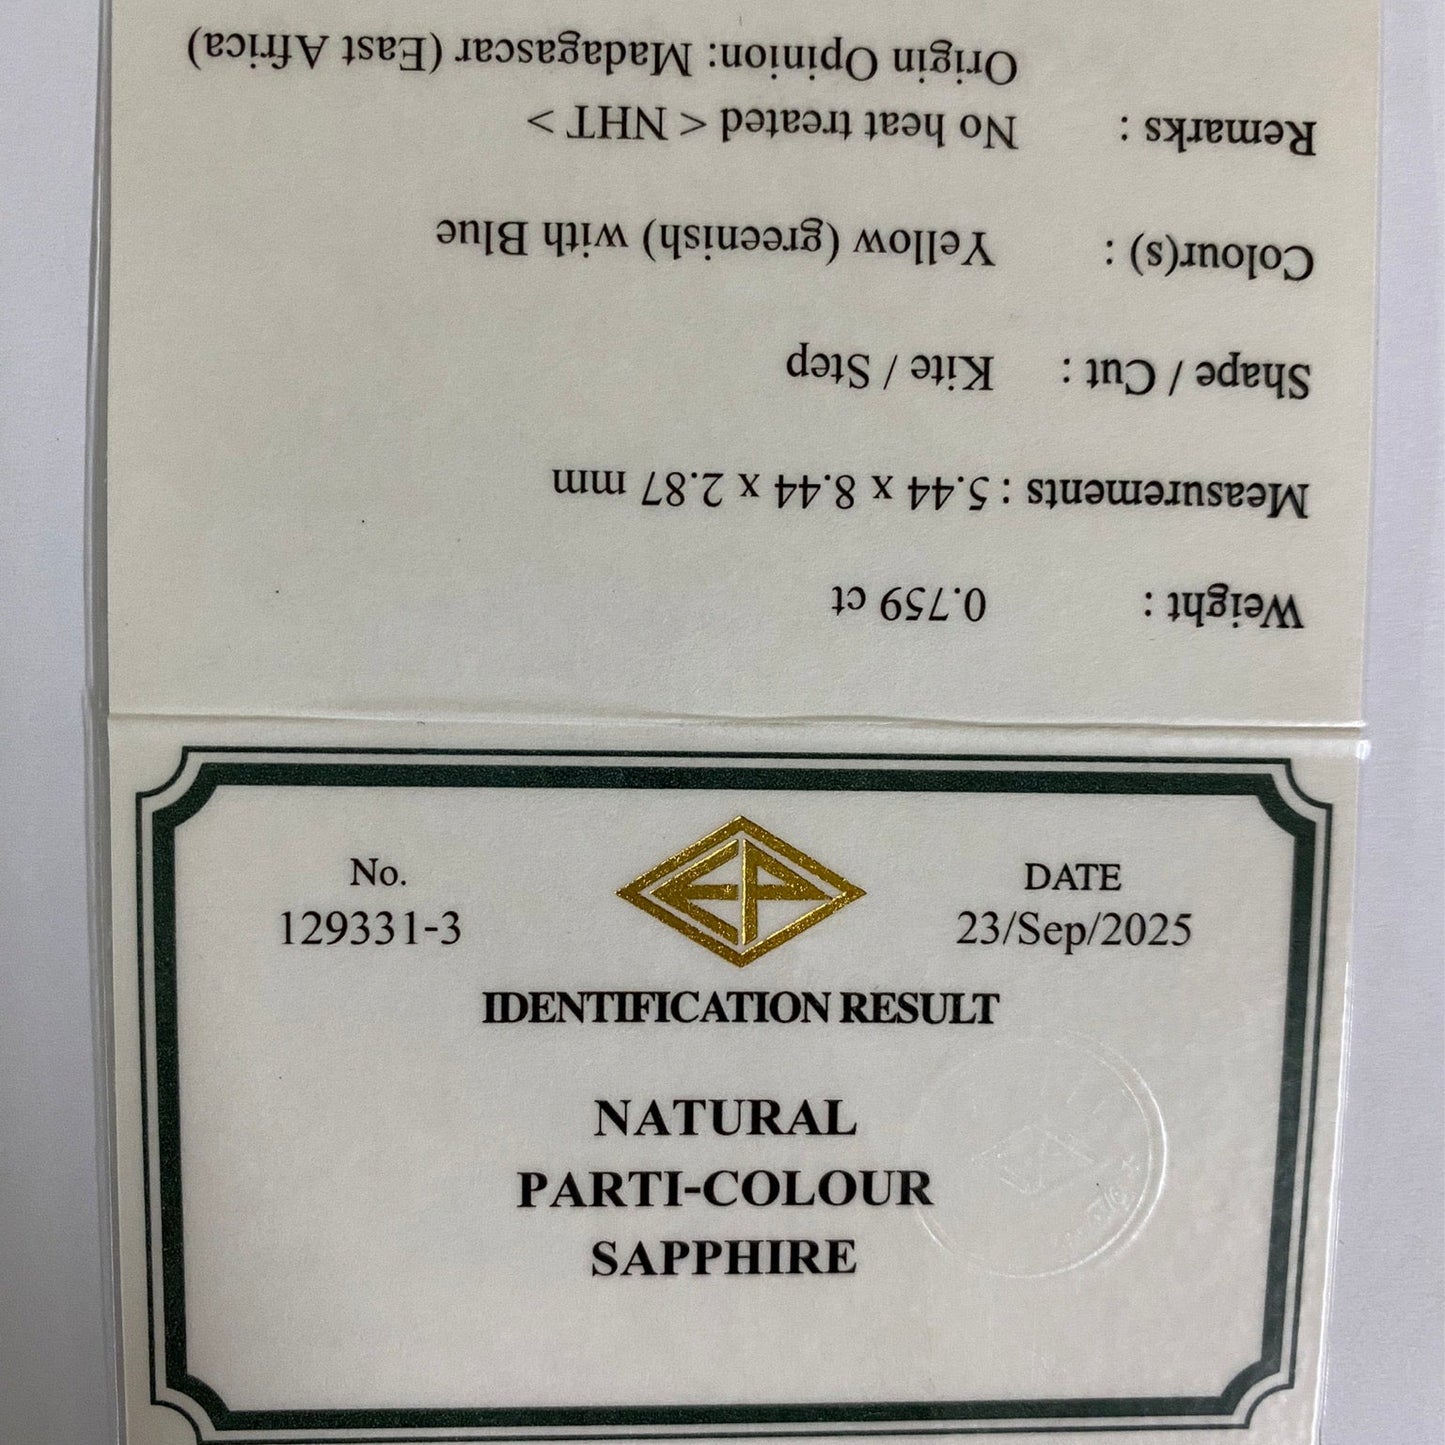 No.
129331-3
EP
DATE
23/Sep/2025
IDENTIFICATION RESULT
NATURAL
PARTI-COLOUR
SAPPHIRE
Weight : 0.759 ct
Measurements : 5.44 x 8.44 x 2.87 mm
Shape / Cut : Kite / Step
Colour(s) : Yellow (greenish) with Blue
Remarks : No heat treated < NHT >
Origin Opinion: Madagascar (East Africa)